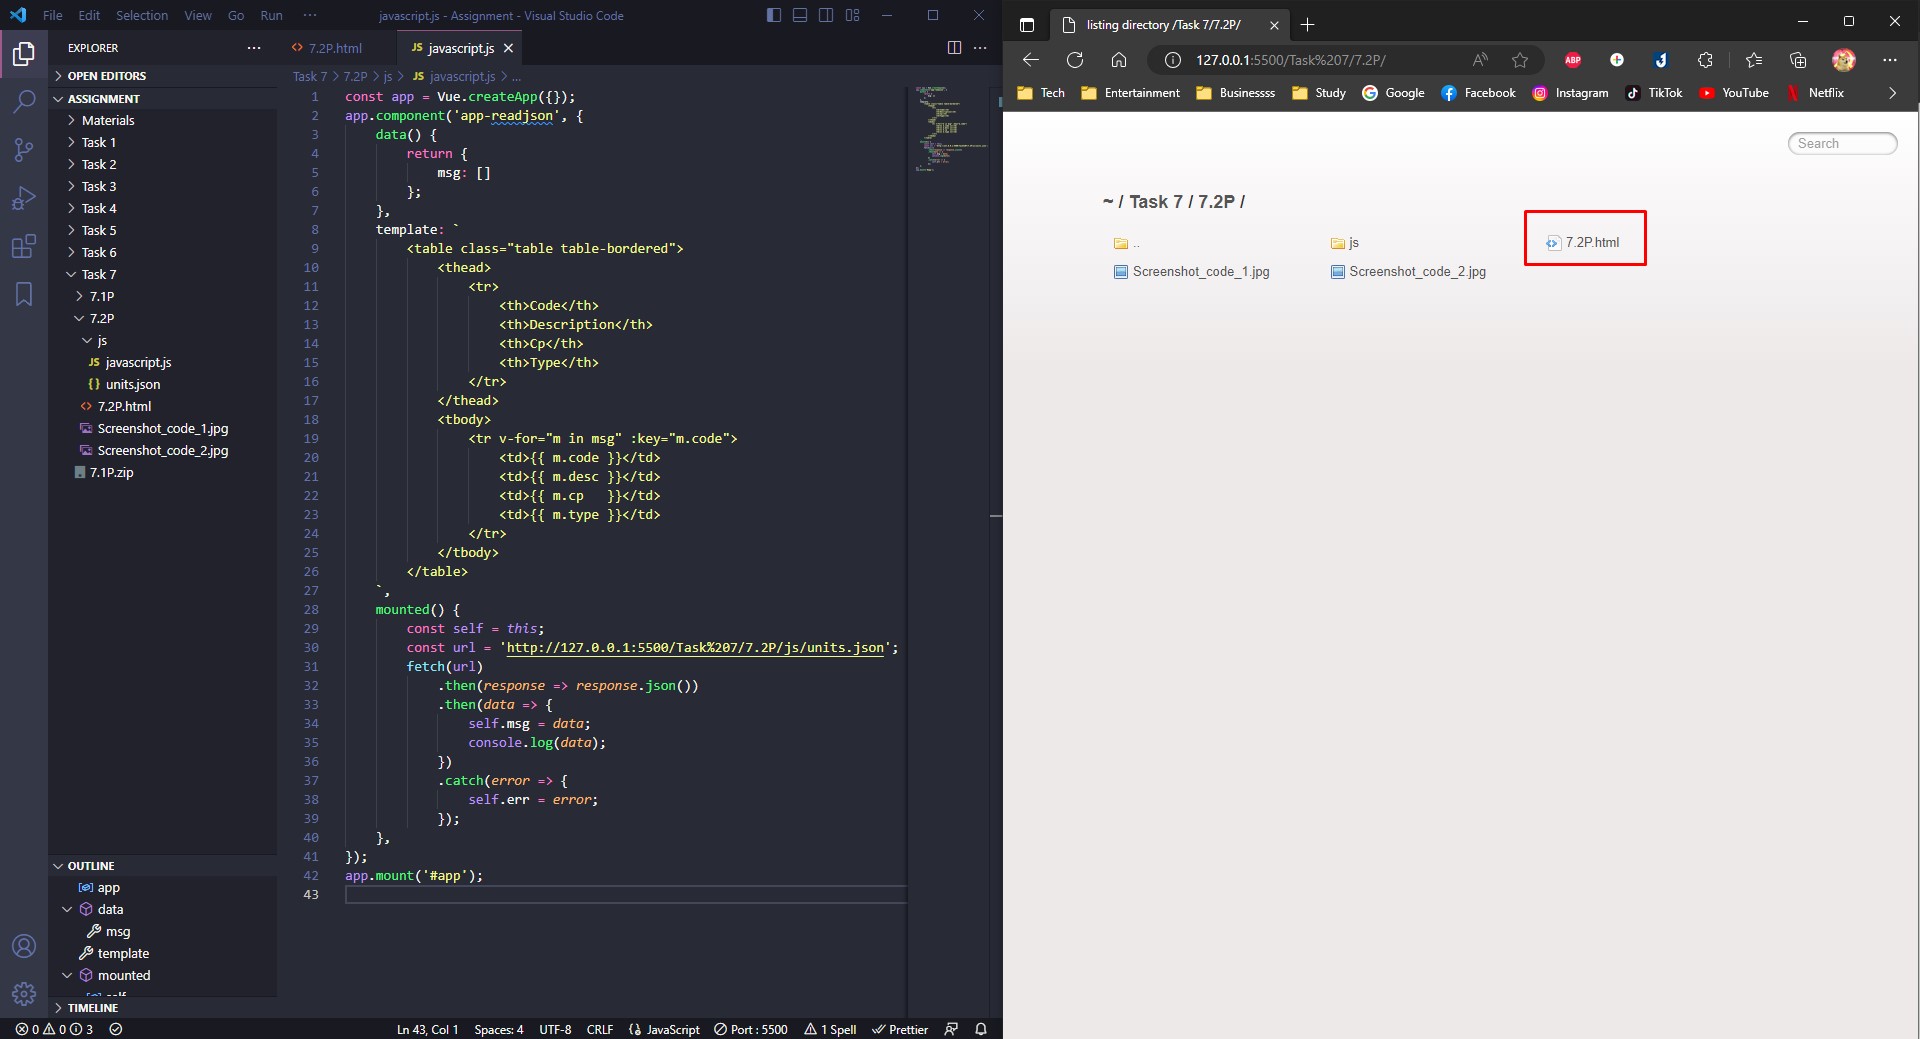 File Edit Selection View Go Run ··· javascript.js - Assignment - Visual Studio Code
EXPLORER ···
OPEN EDITORS
ASSIGNMENT
Materials
Task 1
Task 2
Task 3
Task 4
Task 5
Task 6
Task 7
7.1P
7.2P
js
JS javascript.js
{} units.json
<> 7.2P.html
Screenshot_code_1.jpg
Screenshot_code_2.jpg
7.1P.zip
OUTLINE
app
data
msg
template
mounted
TIMELINE
<> 7.2P.html JS javascript.js
Task 7 > 7.2P > js > JS javascript.js > ...
1 const app = Vue.createApp({});
2 app.component('app-readjson', {
3 data() {
4 return {
5 msg: []
6 };
7 },
8 template: `
9 <table class="table table-bordered">
10 <thead>
11 <tr>
12 <th>Code</th>
13 <th>Description</th>
14 <th>Cp</th>
15 <th>Type</th>
16 </tr>
17 </thead>
18 <tbody>
19 <tr v-for="m in msg" :key="m.code">
20 <td>{{ m.code }}</td>
21 <td>{{ m.desc }}</td>
22 <td>{{ m.cp   }}</td>
23 <td>{{ m.type }}</td>
24 </tr>
25 </tbody>
26 </table>
27 `,
28 mounted() {
29 const self = this;
30 const url = 'http://127.0.0.1:5500/Task%207/7.2P/js/units.json';
31 fetch(url)
32 .then(response => response.json())
33 .then(data => {
34 self.msg = data;
35 console.log(data);
36 })
37 .catch(error => {
38 self.err = error;
39 });
40 },
41 });
42 app.mount('#app');
43
0 0 3 Ln 43, Col 1 Spaces: 4 UTF-8 CRLF {} JavaScript Port : 5500 1 Spell Prettier
listing directory /Task 7/7.2P/
127.0.0.1:5500/Task%207/7.2P/ ABP
Tech Entertainment Businessss Study Google Facebook Instagram TikTok YouTube Netflix
Search
~ / Task 7 / 7.2P /
.. js 7.2P.html
Screenshot_code_1.jpg Screenshot_code_2.jpg